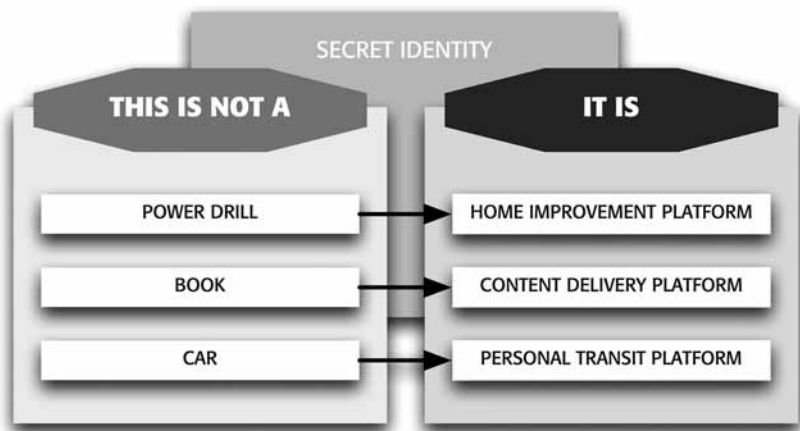 SECRET IDENTITY
THIS IS NOT A
IT IS
POWER DRILL
HOME IMPROVEMENT PLATFORM
BOOK
CONTENT DELIVERY PLATFORM
CAR
PERSONAL TRANSIT PLATFORM